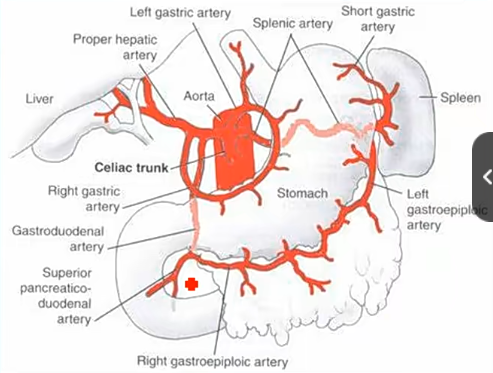 Left gastric artery
Short gastric
artery
Splenic artery
Proper hepatic
artery
Liver
Aorta
Spleen
Celiac trunk
Right gastric
artery
Stomach
Left
gastroepiploic
artery
Gastroduodenal
artery
Superior
pancreatico-
duodenal
artery
Right gastroepiploic artery